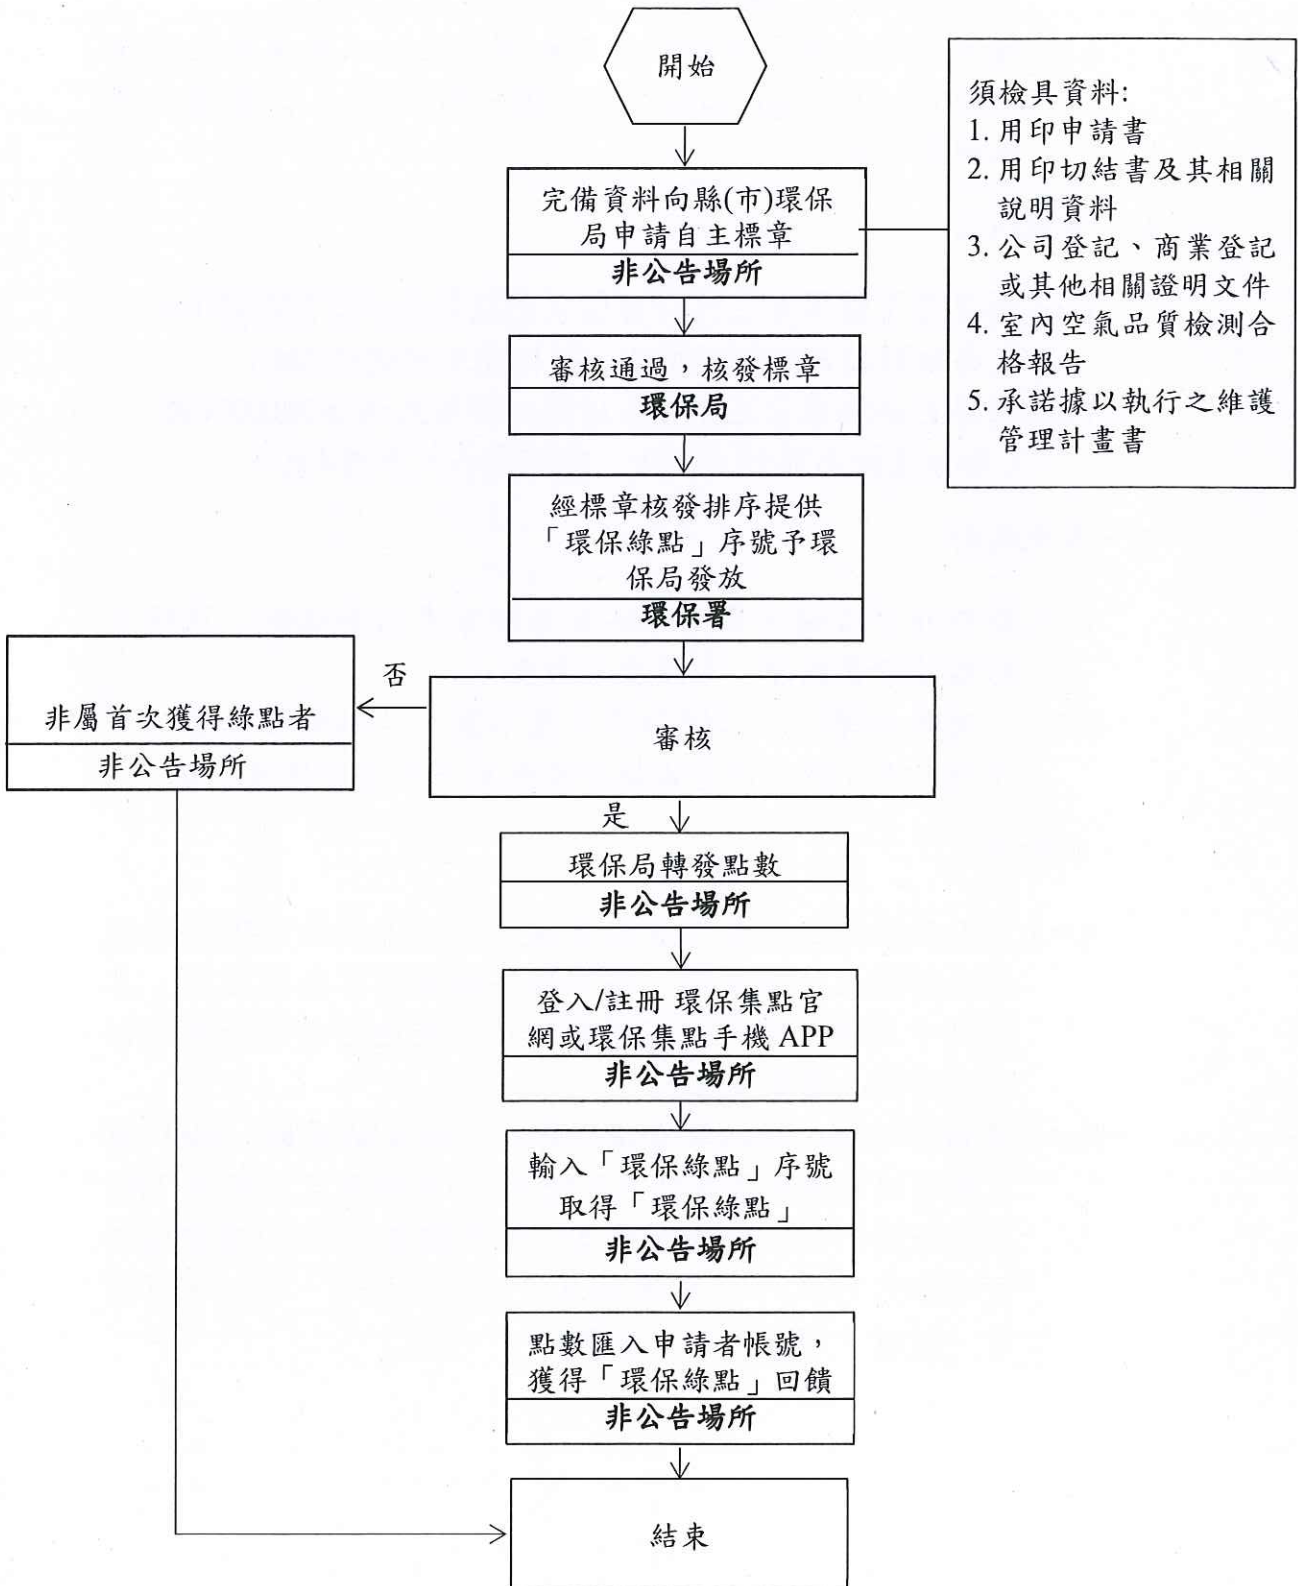 開始
須檢具資料:
1. 用印申請書
2. 用印切結書及其相關
說明資料
3. 公司登記、商業登記
或其他相關證明文件
4. 室內空氣品質檢測合
格報告
5. 承諾據以執行之維護
管理計畫書
完備資料向縣(市)環保
局申請自主標章
非公告場所
審核通過，核發標章
環保局
經標章核發排序提供
「環保綠點」序號予環
保局發放
環保署
否
非屬首次獲得綠點者
非公告場所
審核
是
環保局轉發點數
非公告場所
登入/註冊 環保集點官
網或環保集點手機 APP
非公告場所
輸入「環保綠點」序號
取得「環保綠點」
非公告場所
點數匯入申請者帳號，
獲得「環保綠點」回饋
非公告場所
結束